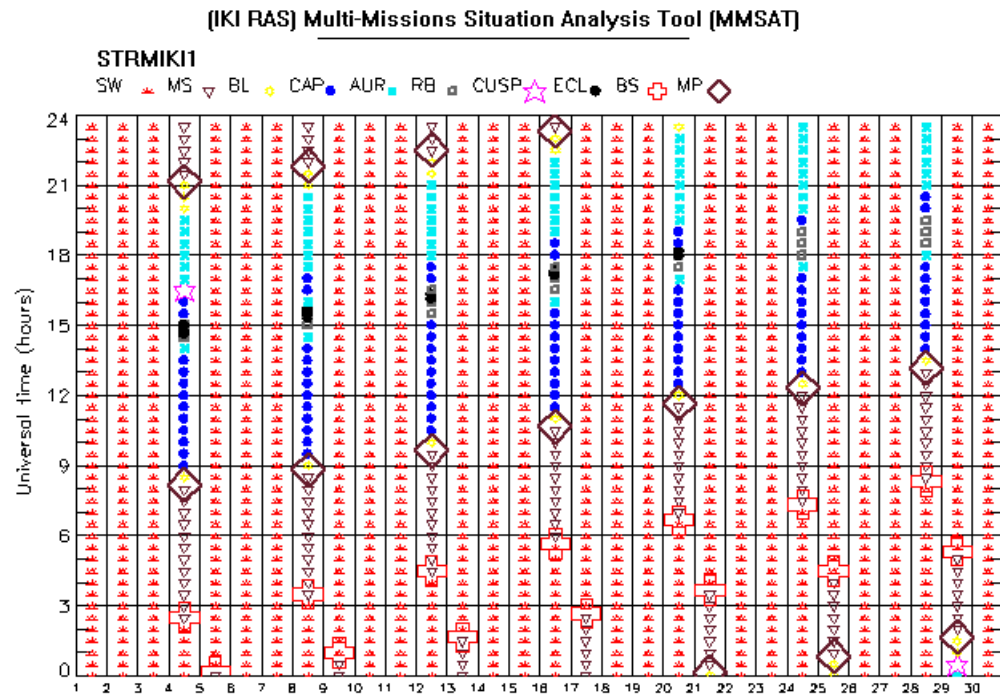 (IKI RAS) Multi-Missions Situation Analysis Tool (MMSAT)
STRMIKI1
SW MS BL CAP AUR RB CUSP ECL BS MP
24
21
18
15
12
9
6
3
0
Universal time (hours)
1 2 3 4 5 6 7 8 9 10 11 12 13 14 15 16 17 18 19 20 21 22 23 24 25 26 27 28 29 30